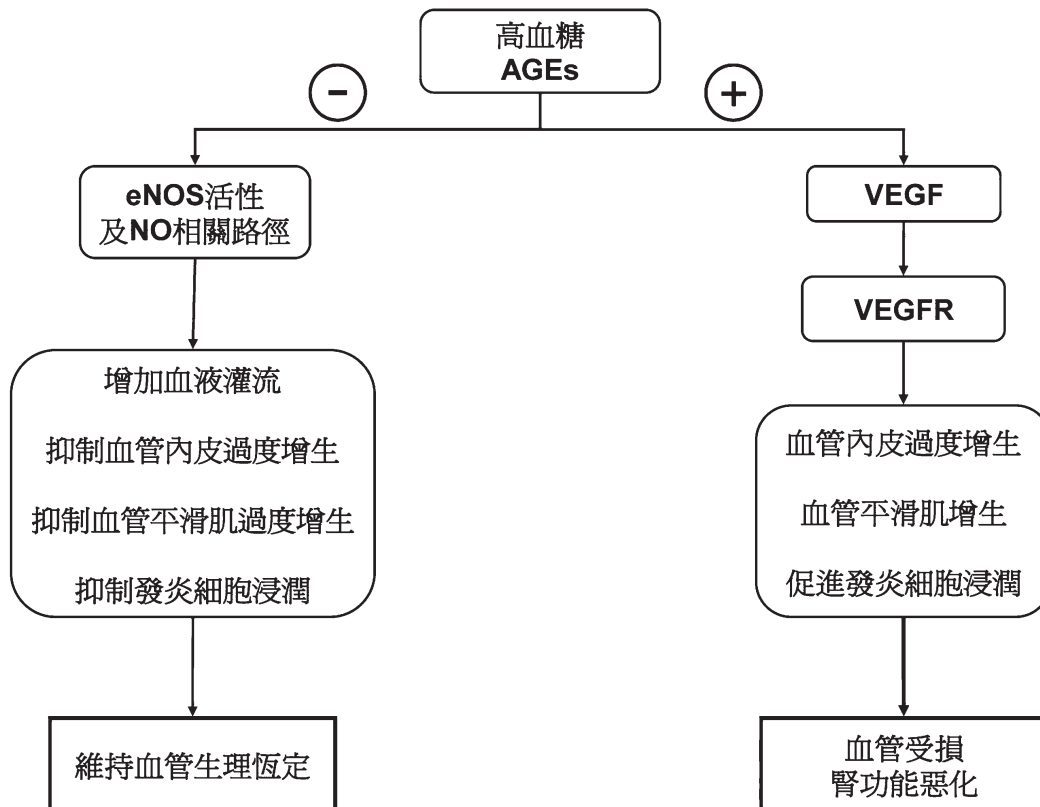 高血糖
AGEs
−
+
eNOS活性
及NO相關路徑
VEGF
VEGFR
增加血液灌流
抑制血管內皮過度增生
抑制血管平滑肌過度增生
抑制發炎細胞浸潤
血管內皮過度增生
血管平滑肌增生
促進發炎細胞浸潤
維持血管生理恆定
血管受損
腎功能惡化